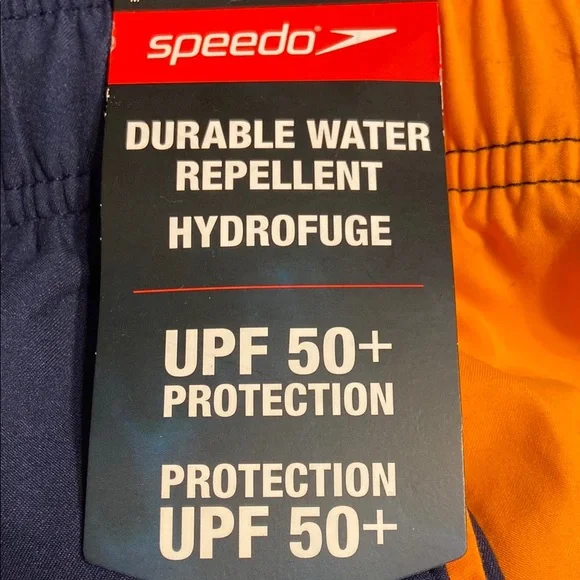 speedo
DURABLE WATER
REPELLENT
HYDROFUGE
UPF 50+
PROTECTION
PROTECTION
UPF 50+